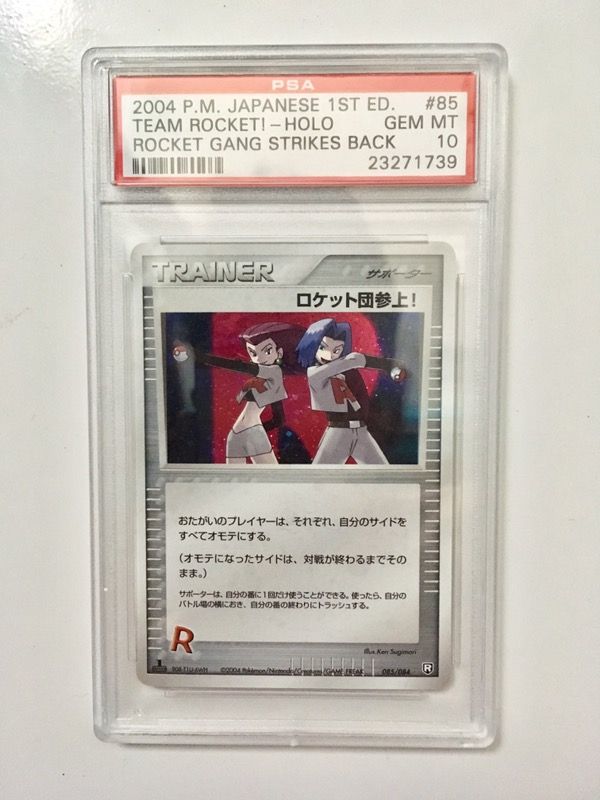 PSA
2004 P.M. JAPANESE 1ST ED. #85
TEAM ROCKET!-HOLO GEM MT
ROCKET GANG STRIKES BACK 10
23271739
TRAINER サポーター
ロケット団参上!
おたがいのプレイヤーは、それぞれ、自分のサイドを
すべてオモテにする。
(オモテになったサイドは、対戦が終わるまでその
まま。)
サポーターは、自分の番に1回だけ使うことができる。使ったら、自分の
バトル場の横におき、自分の番の終わりにトラッシュする。
R
Illus.Ken Sugimori
1 ©2004 Pokémon/Nintendo/Creatures/GAME FREAK 085/084 R